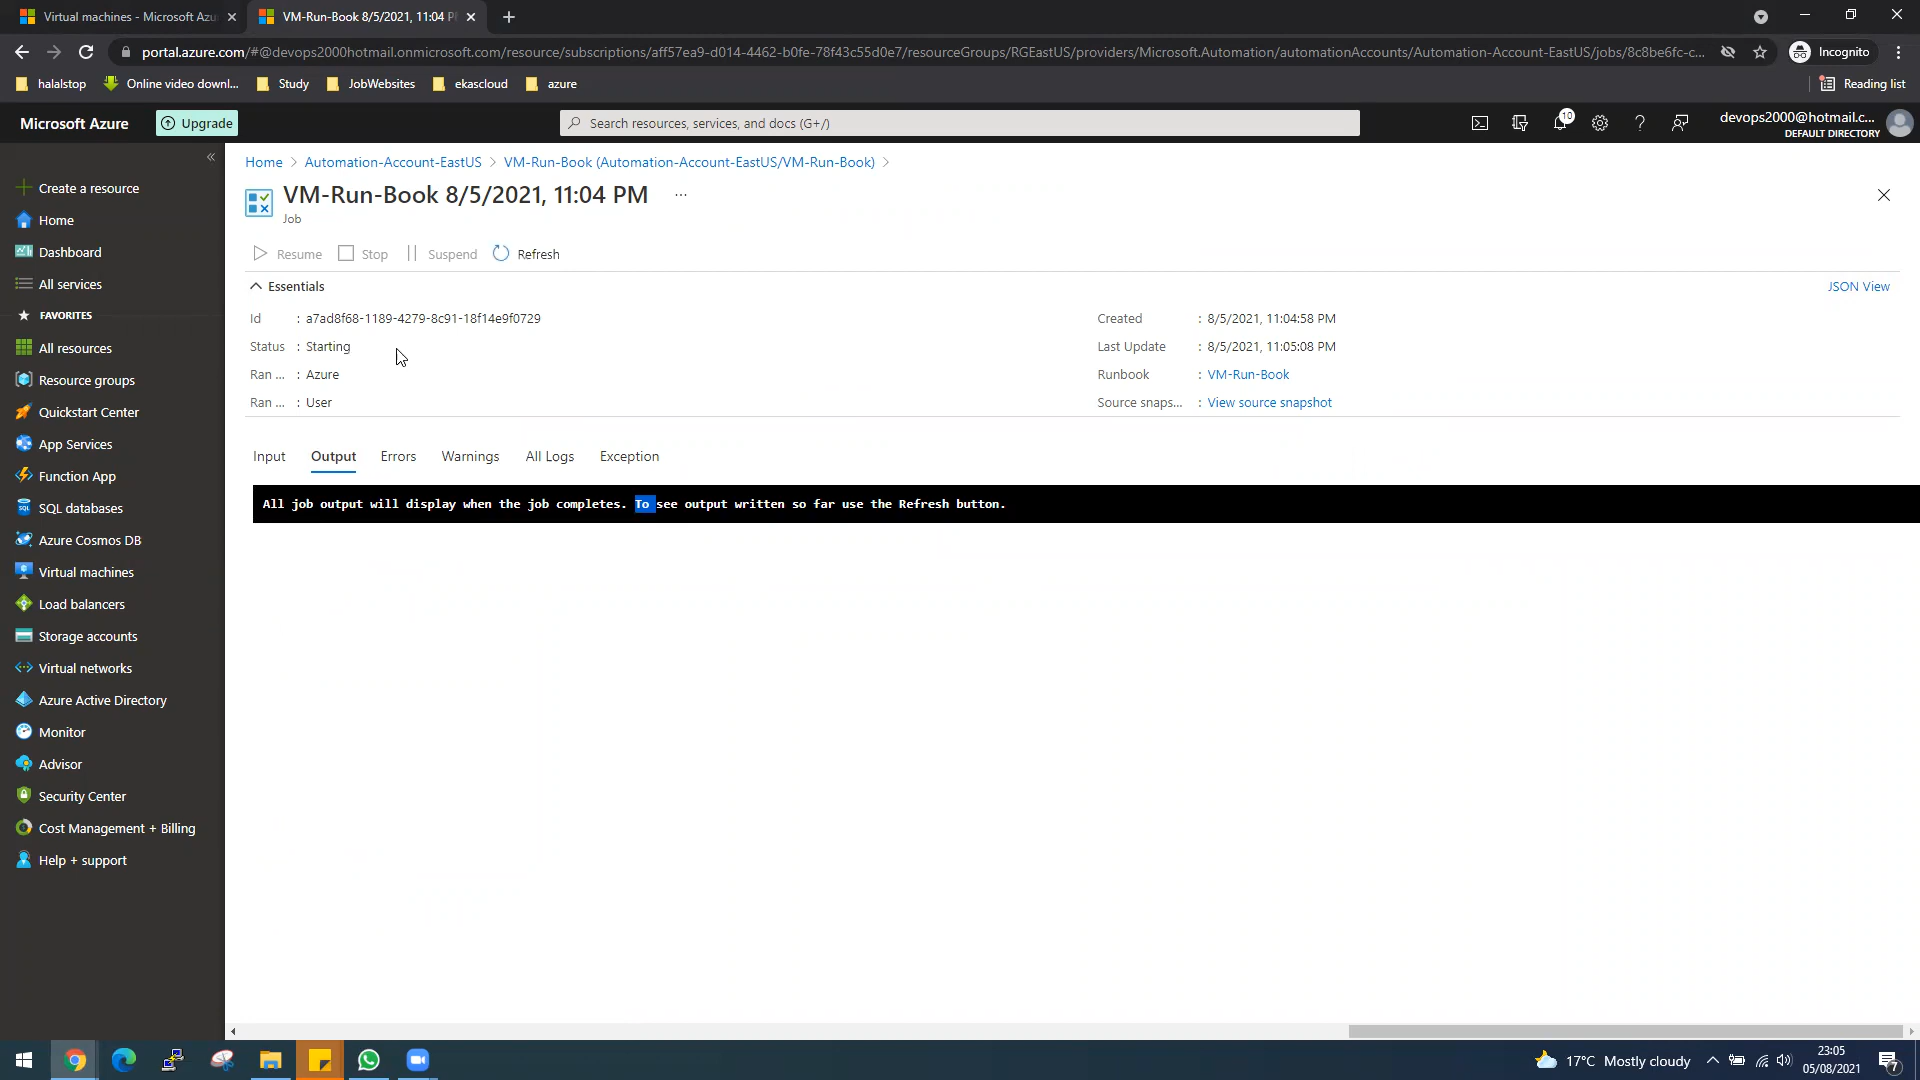 Virtual machines - Microsoft Azu
VM-Run-Book 8/5/2021, 11:04 P
portal.azure.com/#@devops2000hotmail.onmicrosoft.com/resource/subscriptions/aff57ea9-d014-4462-b0fe-78f43c55d0e7/resourceGroups/RGEastUS/providers/Microsoft.Automation/automationAccounts/Automation-Account-EastUS/jobs/8c8be6fc-c...
Incognito
halalstop
Online video downl...
Study
JobWebsites
ekascloud
azure
Reading list
Microsoft Azure
Upgrade
Search resources, services, and docs (G+/)
10
devops2000@hotmail.c...
DEFAULT DIRECTORY
Home > Automation-Account-EastUS > VM-Run-Book (Automation-Account-EastUS/VM-Run-Book) >
VM-Run-Book 8/5/2021, 11:04 PM ...
Job
Resume
Stop
Suspend
Refresh
Essentials
JSON View
Id : a7ad8f68-1189-4279-8c91-18f14e9f0729
Status : Starting
Ran ... : Azure
Ran ... : User
Created : 8/5/2021, 11:04:58 PM
Last Update : 8/5/2021, 11:05:08 PM
Runbook : VM-Run-Book
Source snaps... : View source snapshot
Input
Output
Errors
Warnings
All Logs
Exception
All job output will display when the job completes. To see output written so far use the Refresh button.
Create a resource
Home
Dashboard
All services
FAVORITES
All resources
Resource groups
Quickstart Center
App Services
Function App
SQL databases
Azure Cosmos DB
Virtual machines
Load balancers
Storage accounts
Virtual networks
Azure Active Directory
Monitor
Advisor
Security Center
Cost Management + Billing
Help + support
17°C Mostly cloudy
23:05
05/08/2021
7